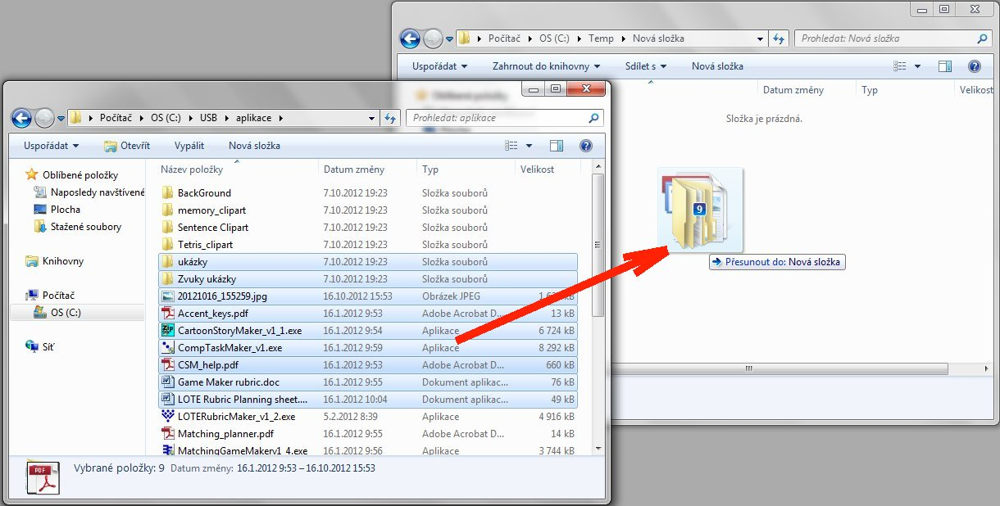 Počítač ▸ OS (C:) ▸ Temp ▸ Nová složka
Prohledat: Nová složka
Uspořádat Zahrnout do knihovny Sdílet s Nová složka
Datum změny Typ Velikost
Složka je prázdná.
9
Přesunout do: Nová složka
Počítač ▸ OS (C:) ▸ USB ▸ aplikace ▸
Prohledat: aplikace
Uspořádat Otevřít Vypálit Nová složka
Oblíbené položky
Naposledy navštívené
Plocha
Stažené soubory
Knihovny
Počítač
OS (C:)
Síť
Název položky Datum změny Typ Velikost
BackGround 7.10.2012 19:23 Složka souborů
memory_clipart 7.10.2012 19:23 Složka souborů
Sentence Clipart 7.10.2012 19:23 Složka souborů
Tetris_clipart 7.10.2012 19:23 Složka souborů
ukázky 7.10.2012 19:23 Složka souborů
Zvuky ukázky 7.10.2012 19:23 Složka souborů
20121016_155259.jpg 16.10.2012 15:53 Obrázek JPEG kB
Accent_keys.pdf 16.1.2012 9:53 Adobe Acrobat D... 13 kB
CartoonStoryMaker_v1_1.exe 16.1.2012 9:54 Aplikace 6 724 kB
CompTaskMaker_v1.exe 16.1.2012 9:59 Aplikace 8 292 kB
CSM_help.pdf 16.1.2012 9:53 Adobe Acrobat D... 660 kB
Game Maker rubric.doc 16.1.2012 9:55 Dokument aplikac... 76 kB
LOTE Rubric Planning sheet.... 16.1.2012 10:04 Dokument aplikac... 49 kB
LOTERubricMaker_v1_2.exe 5.2.2012 8:39 Aplikace 4 916 kB
Matching_planner.pdf 16.1.2012 9:55 Adobe Acrobat D... 14 kB
MatchingGameMakerv1_4.exe 16.1.2012 9:56 Aplikace 3 744 kB
PDF
Vybrané položky: 9 Datum změny: 16.1.2012 9:53 – 16.10.2012 15:53